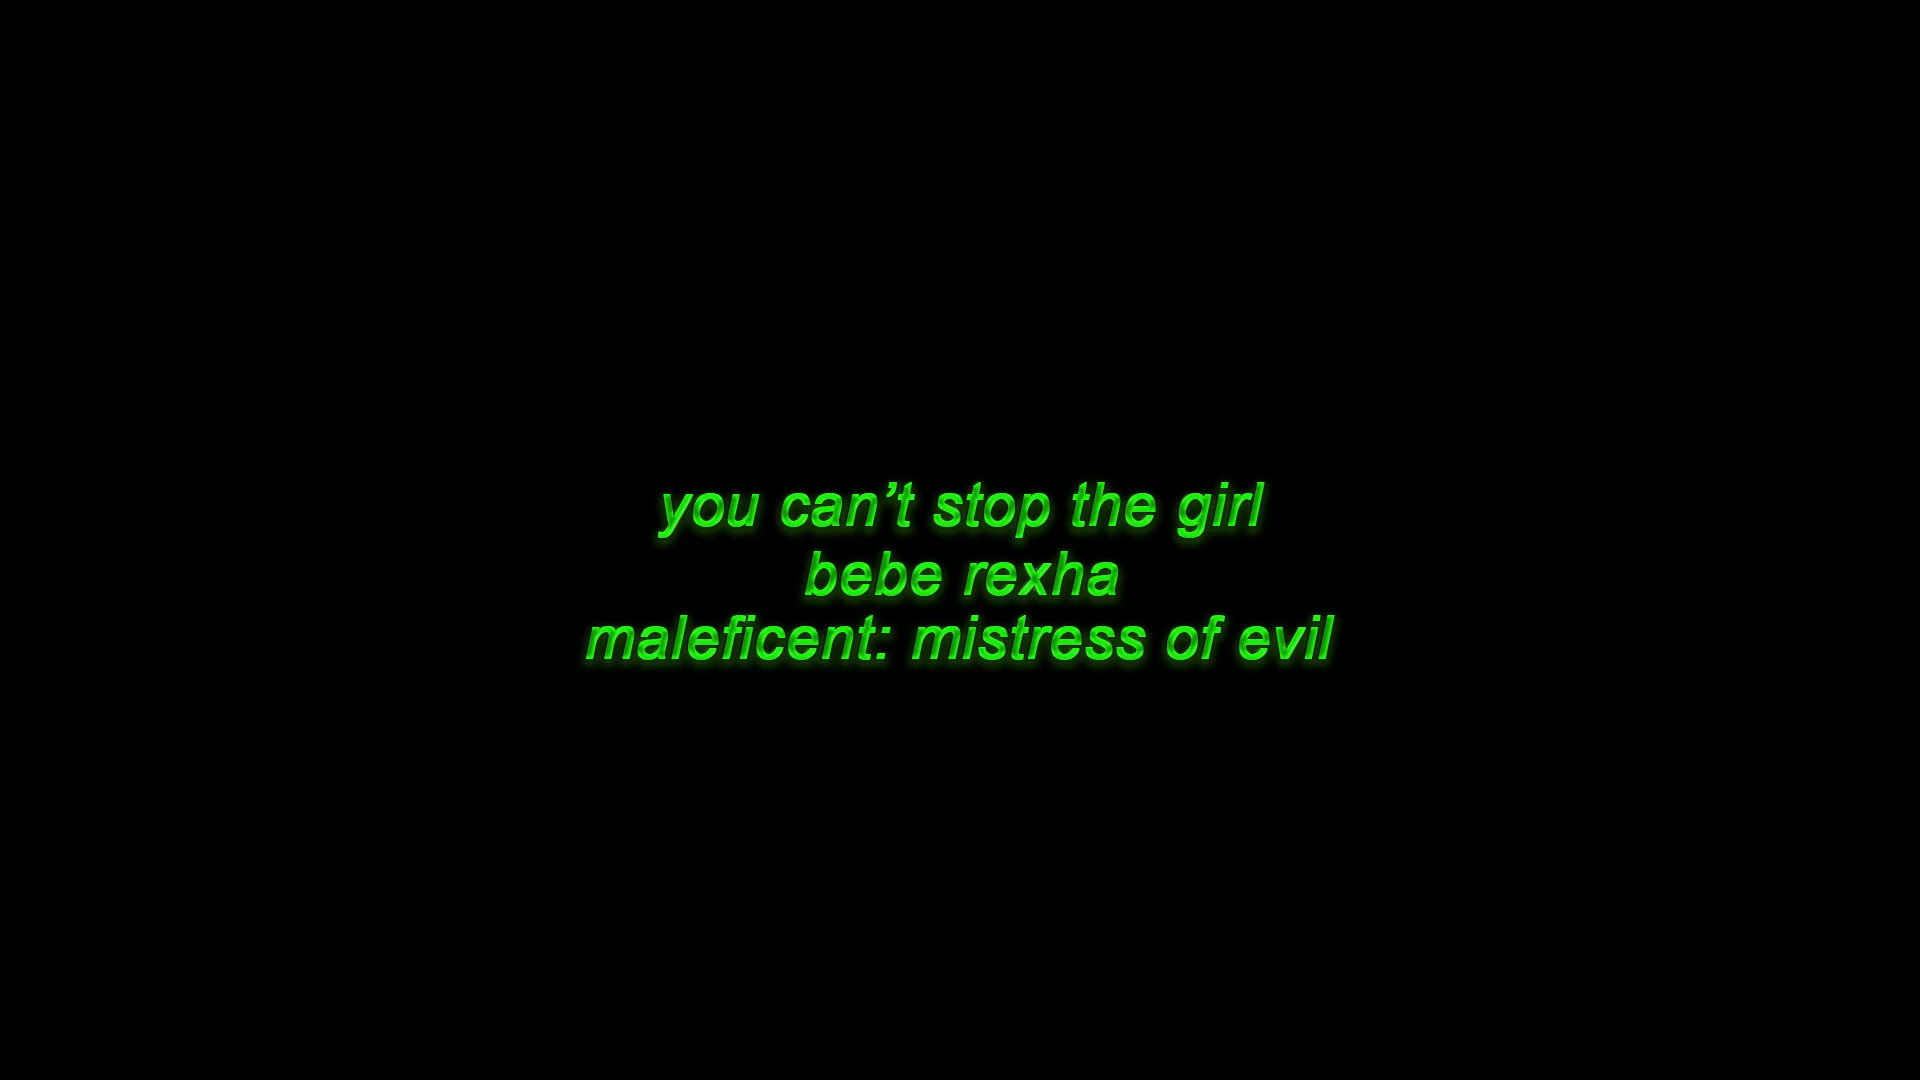 you can’t stop the girl
bebe rexha
maleficent: mistress of evil